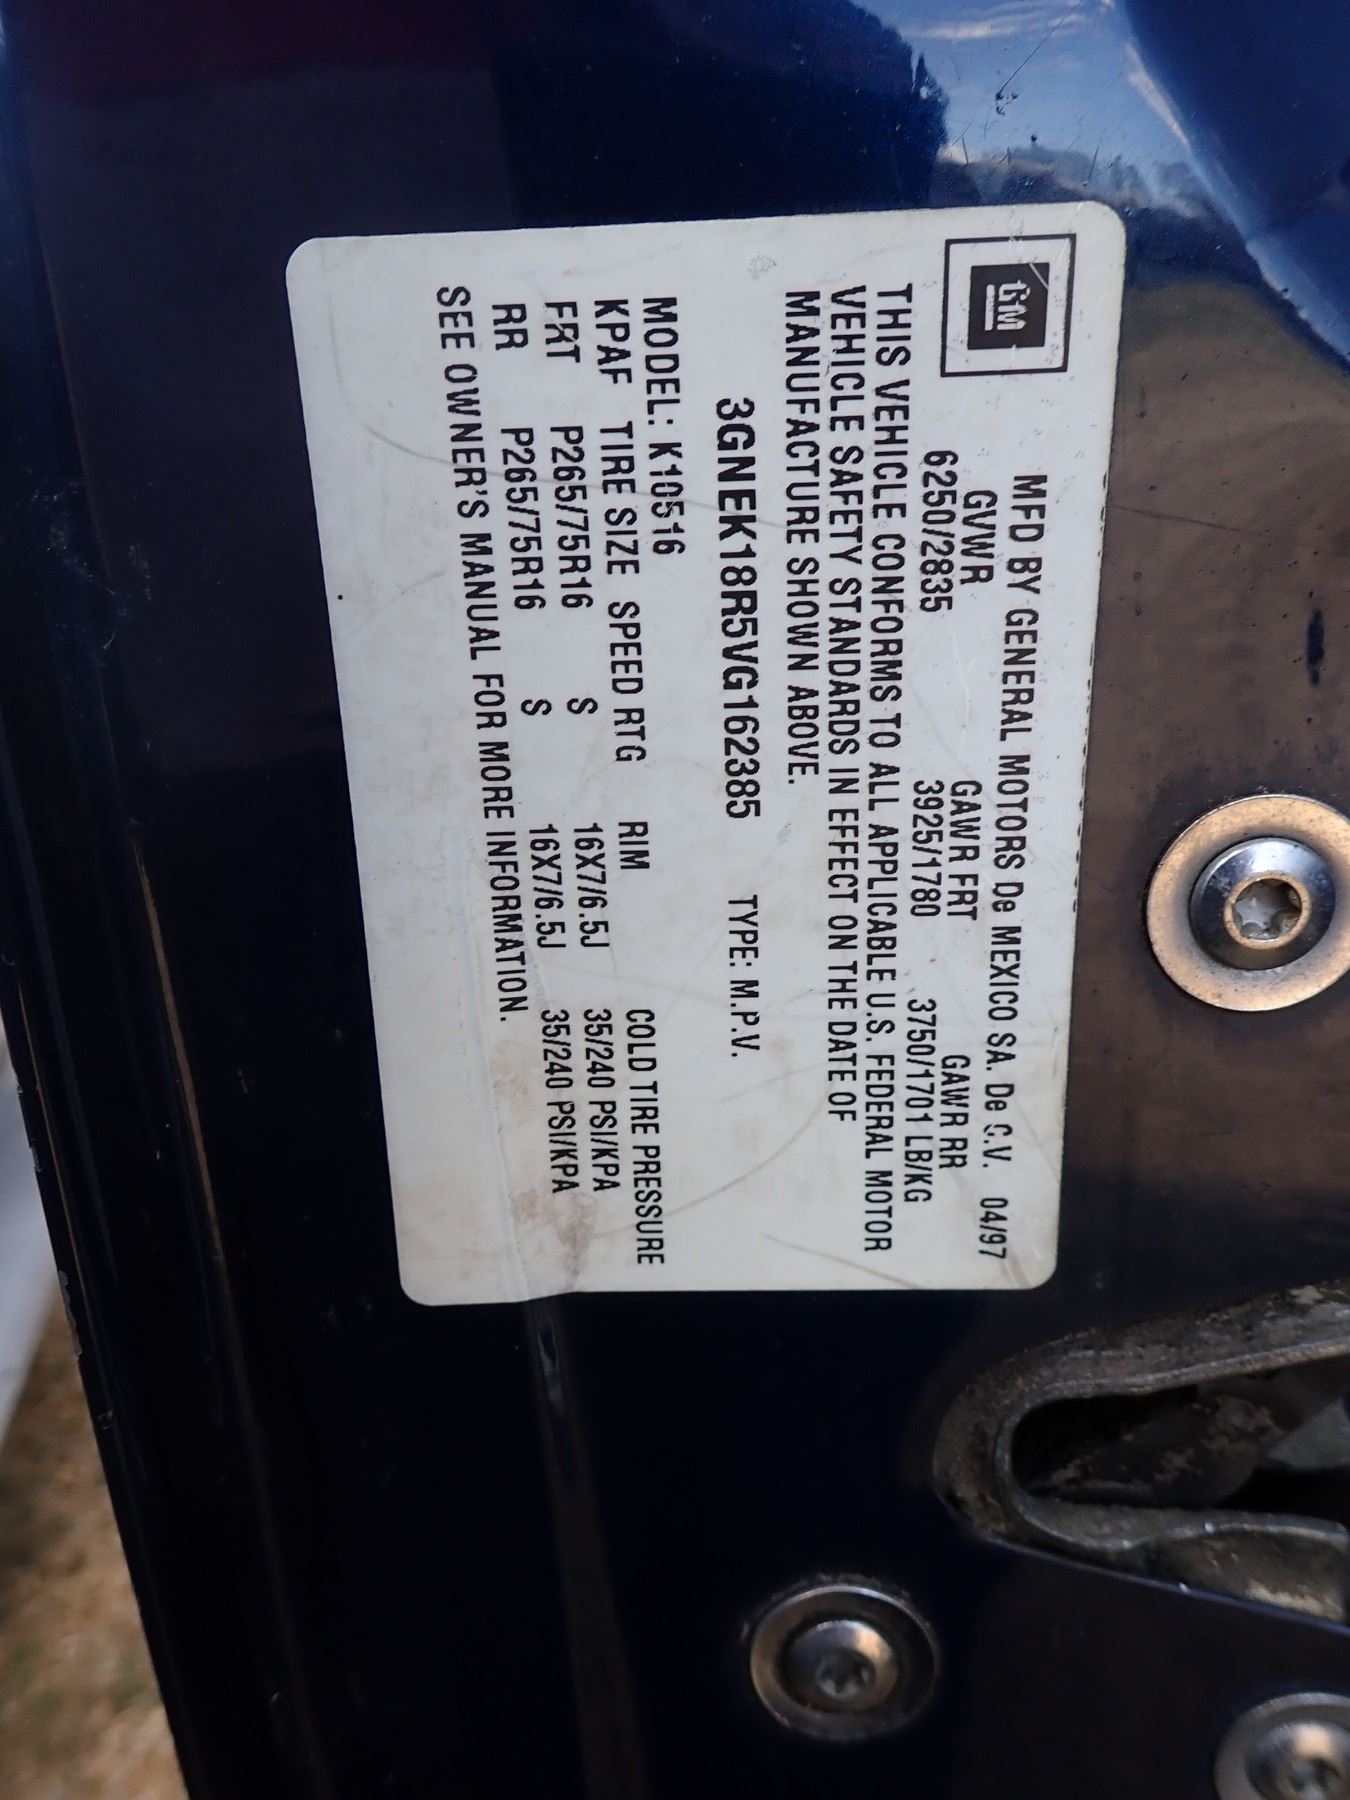 GM
MFD BY GENERAL MOTORS De MEXICO SA. De C.V. 04/97
GVWR GAWR FRT GAWR RR
6250/2835 3925/1780 3750/1701 LB/KG
THIS VEHICLE CONFORMS TO ALL APPLICABLE U.S. FEDERAL MOTOR
VEHICLE SAFETY STANDARDS IN EFFECT ON THE DATE OF
MANUFACTURE SHOWN ABOVE.
3GNEK18R5VG162385 TYPE: M.P.V.
MODEL: K10516
KPAF TIRE SIZE SPEED RTG RIM COLD TIRE PRESSURE
FRT P265/75R16 S 16X7/6.5J 35/240 PSI/KPA
RR P265/75R16 S 16X7/6.5J 35/240 PSI/KPA
SEE OWNER'S MANUAL FOR MORE INFORMATION.